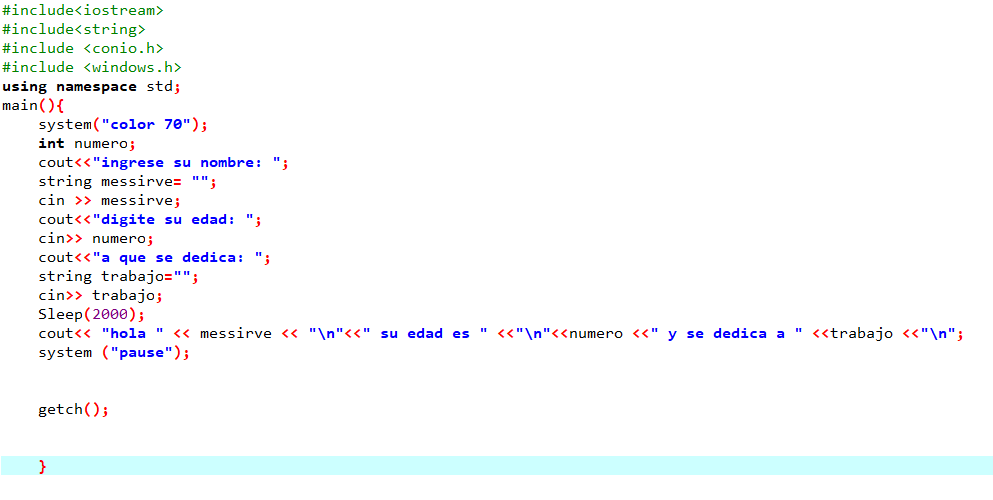 #include<iostream>
#include<string>
#include <conio.h>
#include <windows.h>
using namespace std;
main(){
    system("color 70");
    int numero;
    cout<<"ingrese su nombre: ";
    string messirve= "";
    cin >> messirve;
    cout<<"digite su edad: ";
    cin>> numero;
    cout<<"a que se dedica: ";
    string trabajo="";
    cin>> trabajo;
    Sleep(2000);
    cout<< "hola " << messirve << "\n"<<" su edad es " <<"\n"<<numero <<" y se dedica a " <<trabajo <<"\n";
    system ("pause");
    getch();
    }